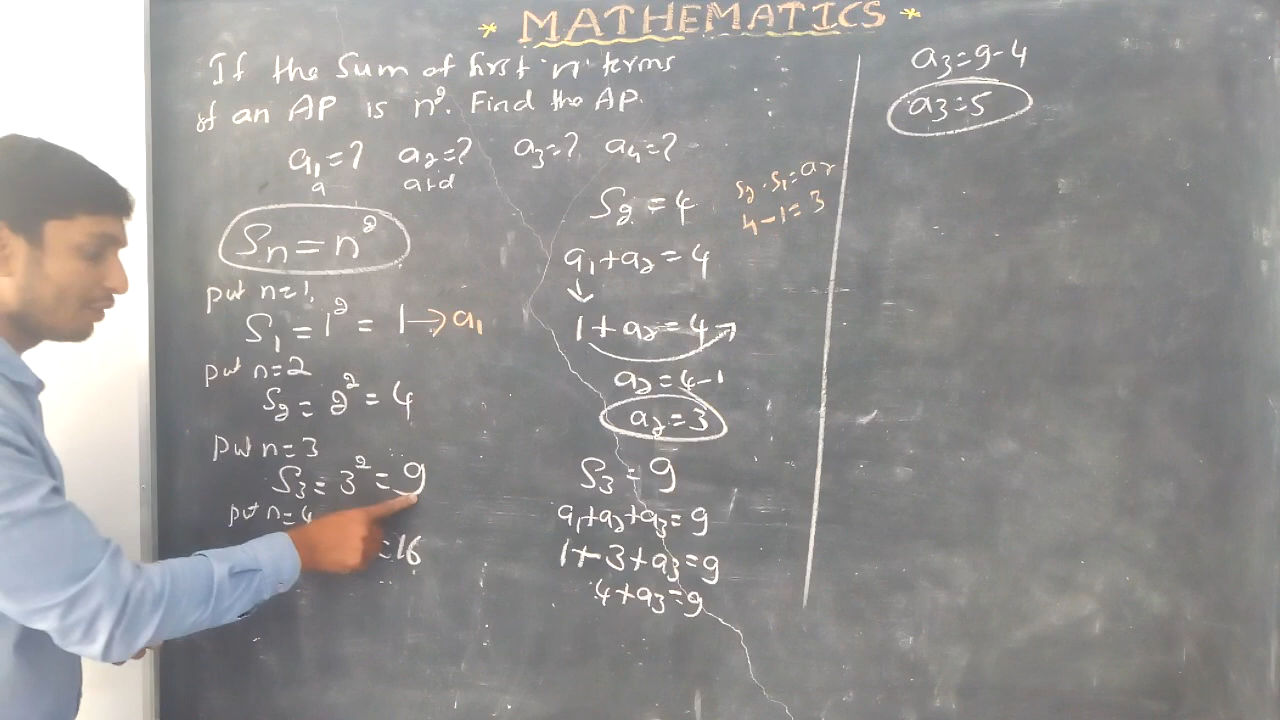 * MATHEMATICS *
If the Sum of first 'n' terms
of an AP is n². Find the AP.
a₁=? a₂=? a₃=? a₄=?
a a+d
Sₙ=n²
put n=1,
S₁=1²=1→a₁
put n=2
S₂=2²=4
put n=3
S₃=3²=9
put n=4
=16
S₂=4
S₂-S₁=a₂
4-1=3
a₁+a₂=4
1+a₂=4
a₂=4-1
a₂=3
S₃=9
a₁+a₂+a₃=9
1+3+a₃=9
4+a₃=9
a₃=9-4
a₃=5